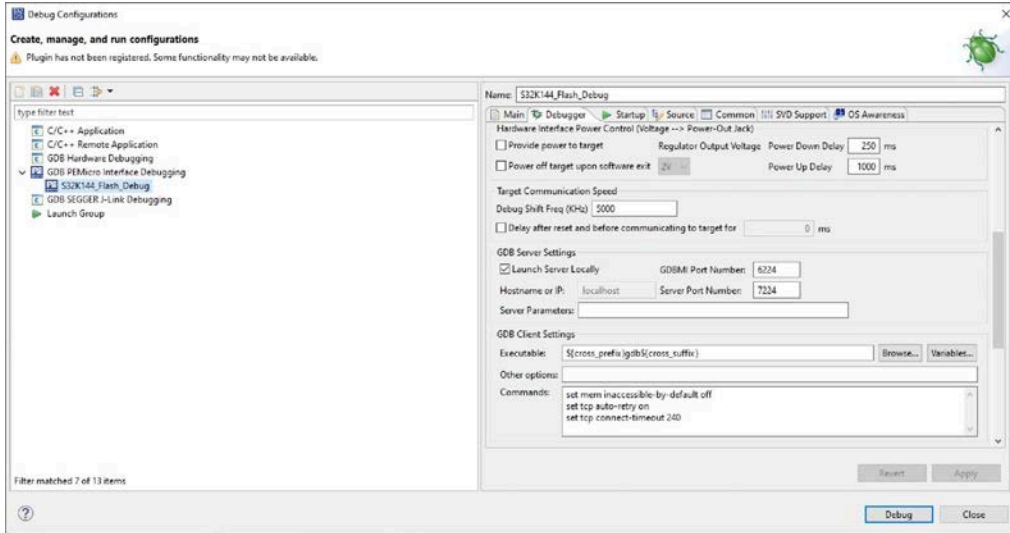 Debug Configurations
Create, manage, and run configurations
Plugin has not been registered. Some functionality may not be available.
type filter text
C/C++ Application
C/C++ Remote Application
GDB Hardware Debugging
GDB PEMicro Interface Debugging
S32K144_Flash_Debug
GDB SEGGER J-Link Debugging
Launch Group
Filter matched 7 of 13 items
Name: S32K144_Flash_Debug
Main Debugger Startup Source Common SVD Support OS Awareness
Hardware Interface Power Control (Voltage --> Power-Out Jack)
Provide power to target Regulator Output Voltage Power Down Delay 250 ms
Power off target upon software exit 2V Power Up Delay 1000 ms
Target Communication Speed
Debug Shift Freq (KHz) 5000
Delay after reset and before communicating to target for 0 ms
GDB Server Settings
Launch Server Locally GDBMI Port Number: 6224
Hostname or IP: localhost Server Port Number: 7224
Server Parameters:
GDB Client Settings
Executable: ${cross_prefix}gdb${cross_suffix} Browse... Variables...
Other options:
Commands: set mem inaccessible-by-default off
set tcp auto-retry on
set tcp connect-timeout 240
Revert Apply
Debug Close